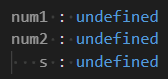 num1 : undefined
num2 : undefined
s : undefined